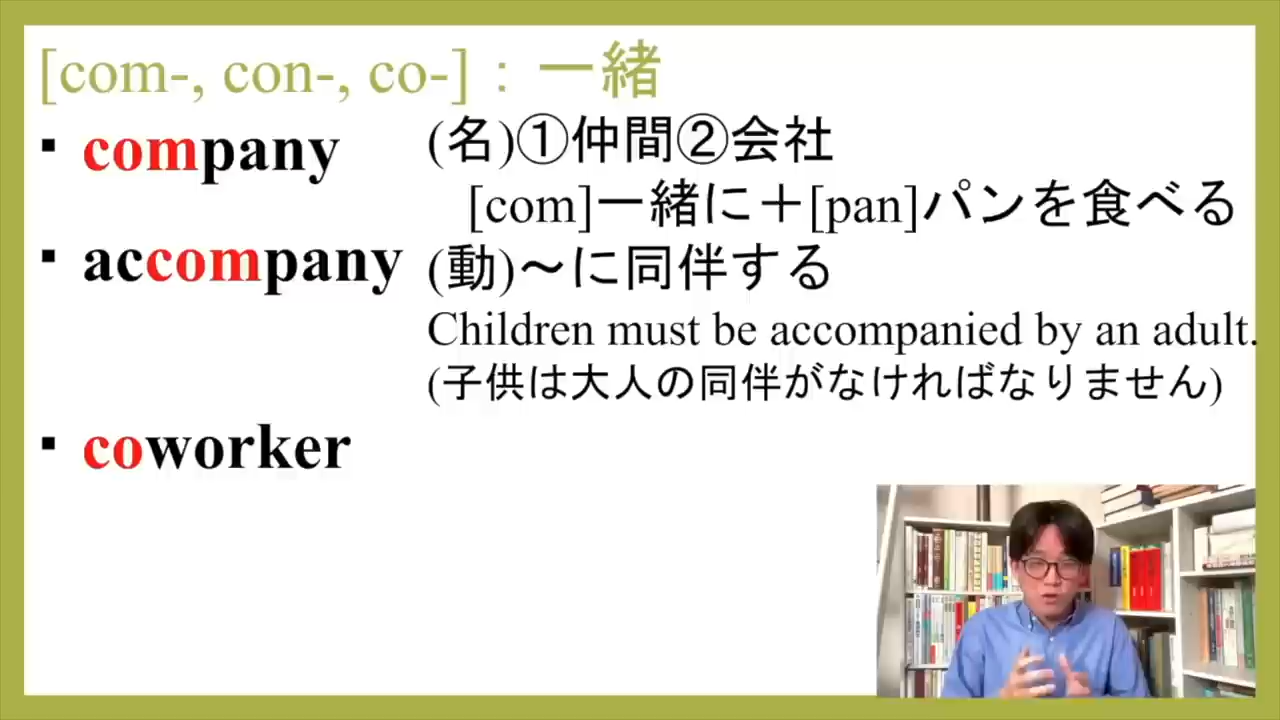 [com-, con-, co-]：一緒
▪ company
(名)①仲間②会社
[com]一緒に＋[pan]パンを食べる
▪ accompany
(動)～に同伴する
Children must be accompanied by an adult.
(子供は大人の同伴がなければなりません)
▪ coworker